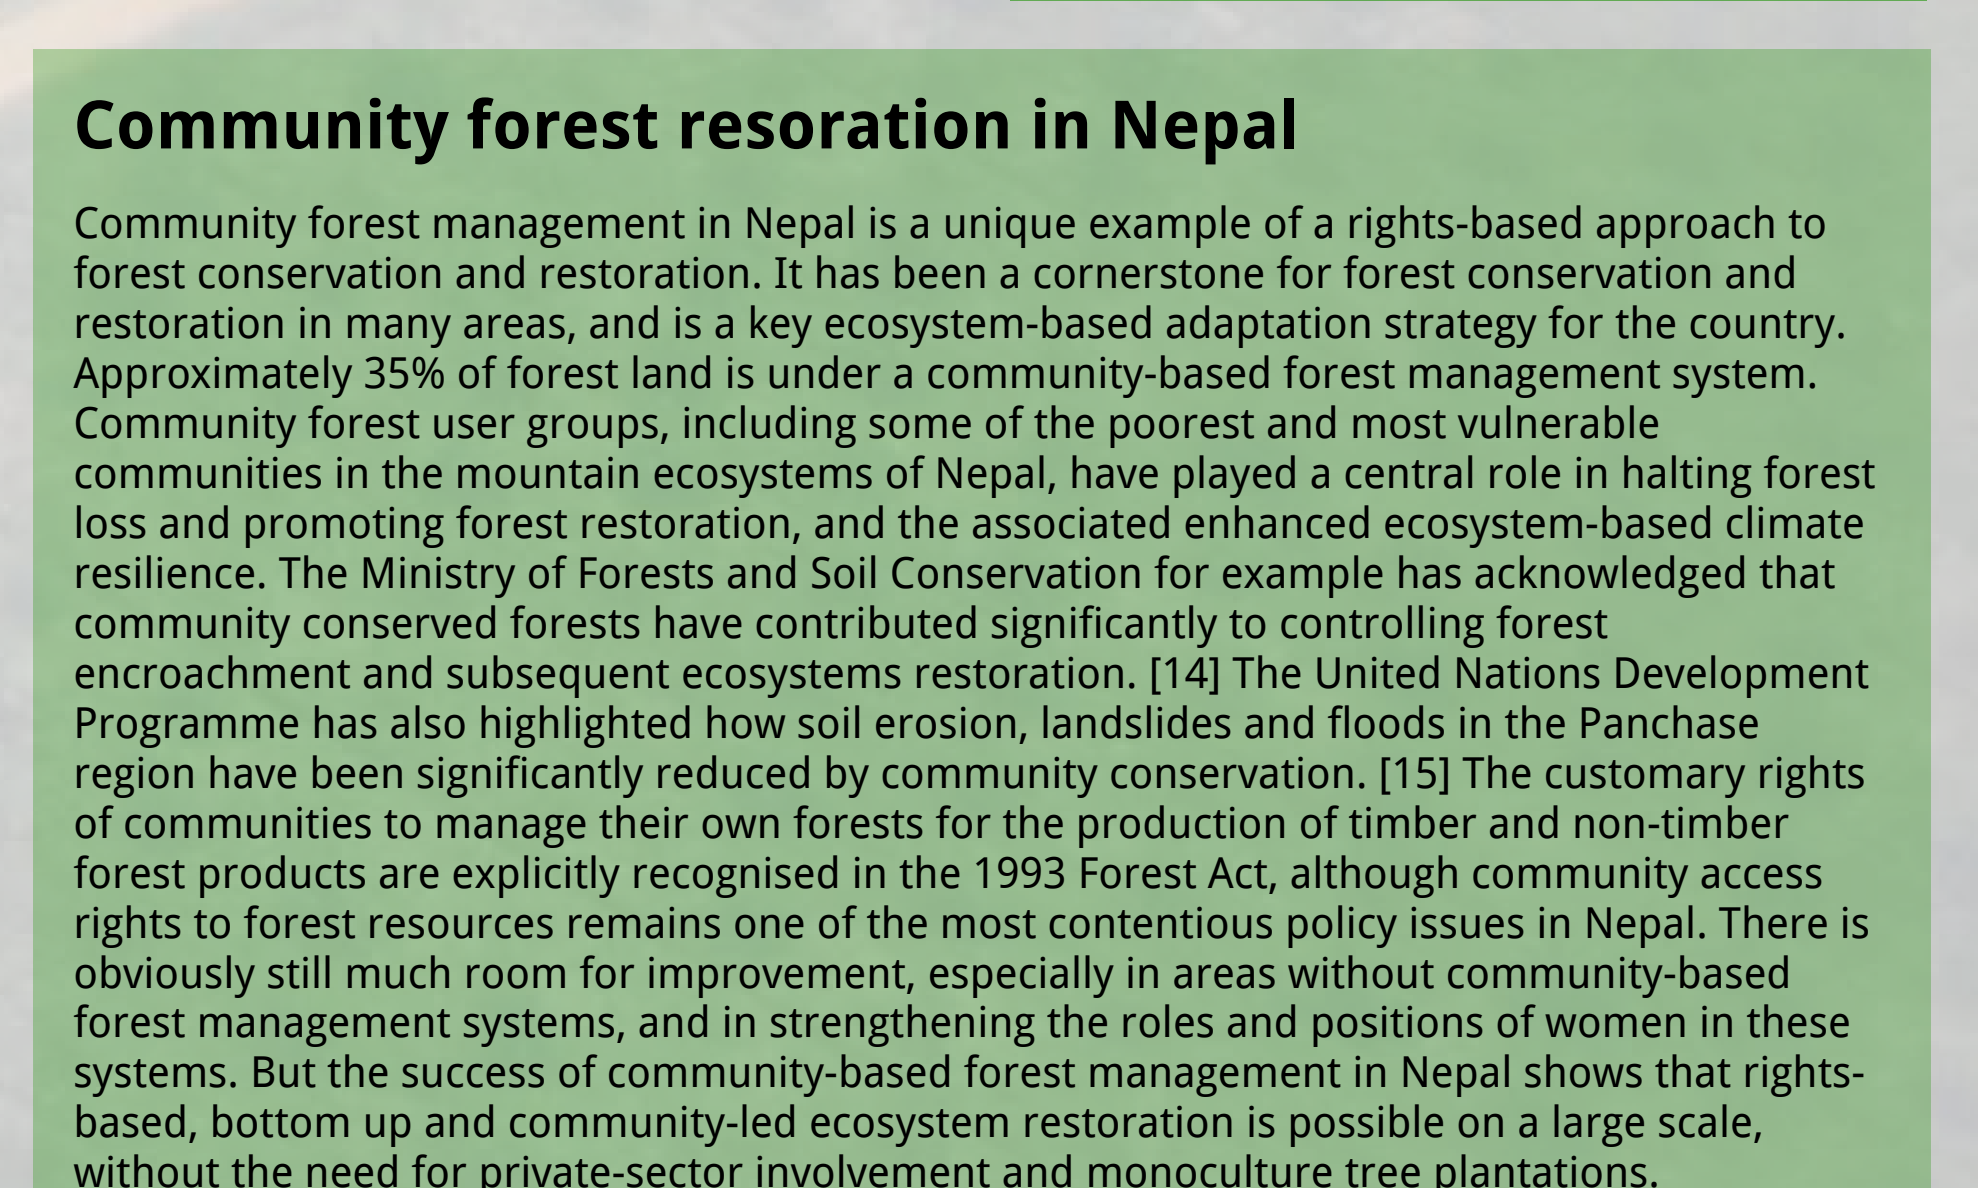 Community forest resoration in Nepal
Community forest management in Nepal is a unique example of a rights-based approach to
forest conservation and restoration. It has been a cornerstone for forest conservation and
restoration in many areas, and is a key ecosystem-based adaptation strategy for the country.
Approximately 35% of forest land is under a community-based forest management system.
Community forest user groups, including some of the poorest and most vulnerable
communities in the mountain ecosystems of Nepal, have played a central role in halting forest
loss and promoting forest restoration, and the associated enhanced ecosystem-based climate
resilience. The Ministry of Forests and Soil Conservation for example has acknowledged that
community conserved forests have contributed significantly to controlling forest
encroachment and subsequent ecosystems restoration. [14] The United Nations Development
Programme has also highlighted how soil erosion, landslides and floods in the Panchase
region have been significantly reduced by community conservation. [15] The customary rights
of communities to manage their own forests for the production of timber and non-timber
forest products are explicitly recognised in the 1993 Forest Act, although community access
rights to forest resources remains one of the most contentious policy issues in Nepal. There is
obviously still much room for improvement, especially in areas without community-based
forest management systems, and in strengthening the roles and positions of women in these
systems. But the success of community-based forest management in Nepal shows that rights-
based, bottom up and community-led ecosystem restoration is possible on a large scale,
without the need for private-sector involvement and monoculture tree plantations.